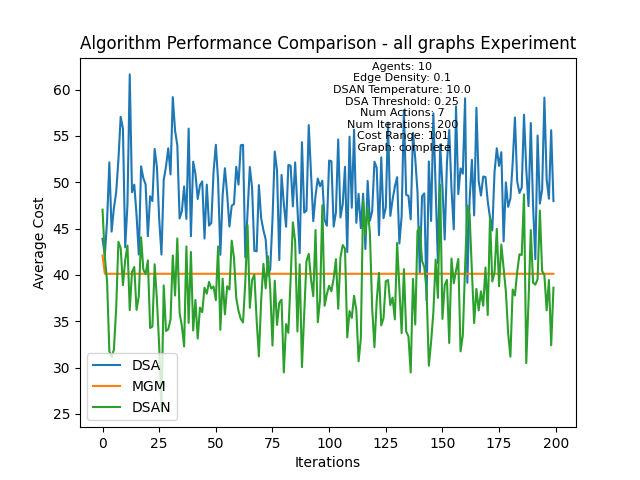 Algorithm Performance Comparison - all graphs Experiment
Agents: 10
Edge Density: 0.1
DSAN Temperature: 10.0
DSA Threshold: 0.25
Num Actions: 7
Num Iterations: 200
Cost Range: 101
Graph: complete
60
55
50
45
40
35
30
25
Average Cost
DSA
MGM
DSAN
0
25
50
75
100
125
150
175
200
Iterations